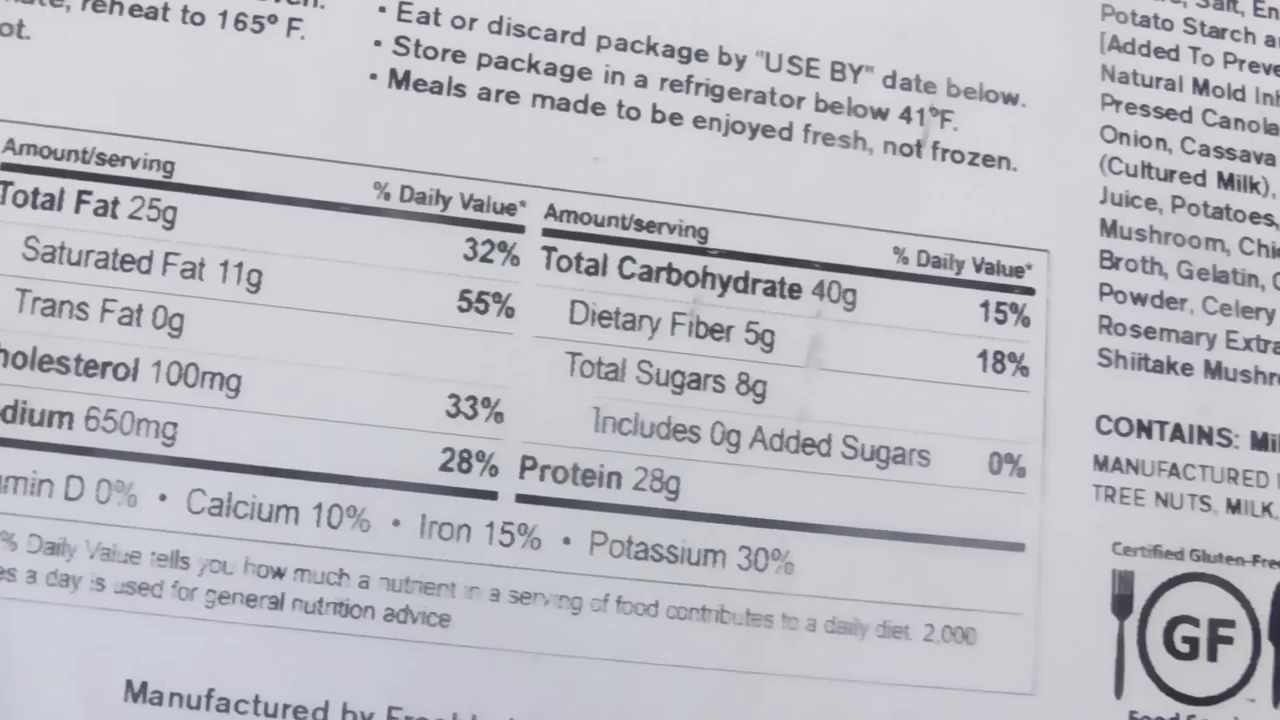 reheat to 165° F.
• Eat or discard package by "USE BY" date below.
• Store package in a refrigerator below 41°F.
• Meals are made to be enjoyed fresh, not frozen.
Amount/serving
% Daily Value*
Total Fat 25g 32%
Saturated Fat 11g 55%
Trans Fat 0g
holesterol 100mg 33%
dium 650mg 28%
Amount/serving
% Daily Value*
Total Carbohydrate 40g 15%
Dietary Fiber 5g 18%
Total Sugars 8g
Includes 0g Added Sugars 0%
Protein 28g
min D 0% • Calcium 10% • Iron 15% • Potassium 30%
% Daily Value tells you how much a nutrient in a serving of food contributes to a daily diet. 2,000
es a day is used for general nutrition advice
Manufactured by
Salt, En
Potato Starch
[Added To Preve
Natural Mold Inh
Pressed Canola
Onion, Cassava
(Cultured Milk),
Juice, Potatoes,
Mushroom, Chi
Broth, Gelatin,
Powder, Celery
Rosemary Extra
Shiitake Mushr
CONTAINS: Mil
MANUFACTURED
TREE NUTS, MILK,
Certified Gluten-Free
GF